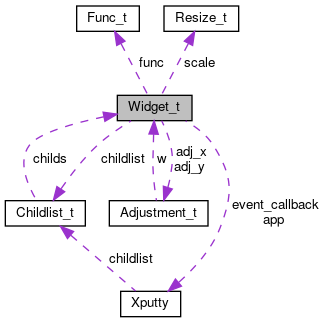 Func_t
Resize_t
func
scale
Widget_t
childs
childlist
w
adj_x
adj_y
Childlist_t
Adjustment_t
event_callback
app
childlist
Xputty